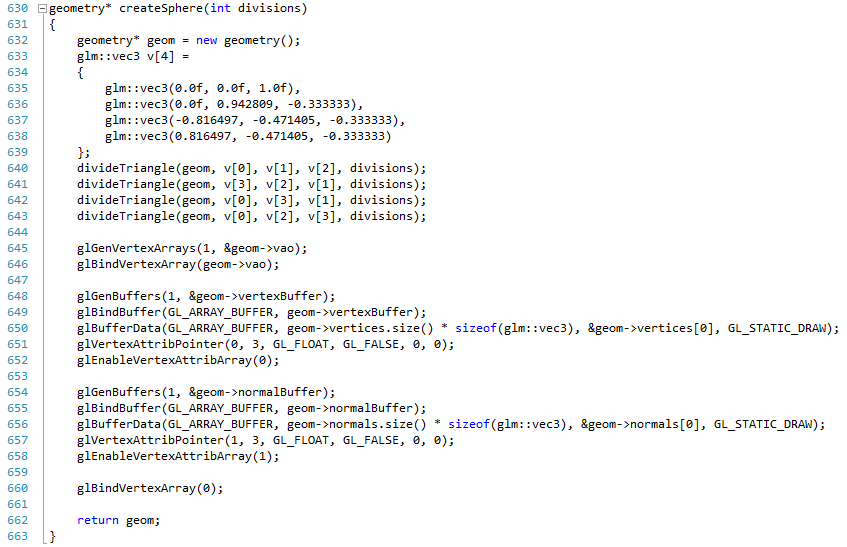 630 geometry* createSphere(int divisions)
631 {
632     geometry* geom = new geometry();
633     glm::vec3 v[4] =
634     {
635         glm::vec3(0.0f, 0.0f, 1.0f),
636         glm::vec3(0.0f, 0.942809, -0.333333),
637         glm::vec3(-0.816497, -0.471405, -0.333333),
638         glm::vec3(0.816497, -0.471405, -0.333333)
639     };
640     divideTriangle(geom, v[0], v[1], v[2], divisions);
641     divideTriangle(geom, v[3], v[2], v[1], divisions);
642     divideTriangle(geom, v[0], v[3], v[1], divisions);
643     divideTriangle(geom, v[0], v[2], v[3], divisions);
644
645     glGenVertexArrays(1, &geom->vao);
646     glBindVertexArray(geom->vao);
647
648     glGenBuffers(1, &geom->vertexBuffer);
649     glBindBuffer(GL_ARRAY_BUFFER, geom->vertexBuffer);
650     glBufferData(GL_ARRAY_BUFFER, geom->vertices.size() * sizeof(glm::vec3), &geom->vertices[0], GL_STATIC_DRAW);
651     glVertexAttribPointer(0, 3, GL_FLOAT, GL_FALSE, 0, 0);
652     glEnableVertexAttribArray(0);
653
654     glGenBuffers(1, &geom->normalBuffer);
655     glBindBuffer(GL_ARRAY_BUFFER, geom->normalBuffer);
656     glBufferData(GL_ARRAY_BUFFER, geom->normals.size() * sizeof(glm::vec3), &geom->normals[0], GL_STATIC_DRAW);
657     glVertexAttribPointer(1, 3, GL_FLOAT, GL_FALSE, 0, 0);
658     glEnableVertexAttribArray(1);
659
660     glBindVertexArray(0);
661
662     return geom;
663 }